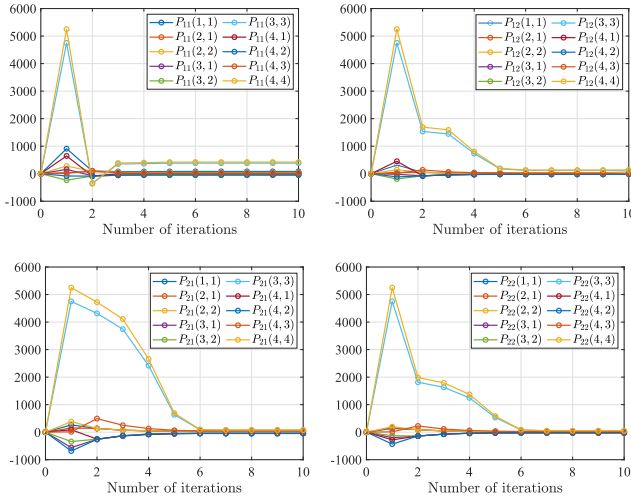 6000
5000
4000
3000
2000
1000
0
-1000
0 2 4 6 8 10
Number of iterations
P11(1, 1) P11(3, 3)
P11(2, 1) P11(4, 1)
P11(2, 2) P11(4, 2)
P11(3, 1) P11(4, 3)
P11(3, 2) P11(4, 4)
6000
5000
4000
3000
2000
1000
0
-1000
0 2 4 6 8 10
Number of iterations
P12(1, 1) P12(3, 3)
P12(2, 1) P12(4, 1)
P12(2, 2) P12(4, 2)
P12(3, 1) P12(4, 3)
P12(3, 2) P12(4, 4)
6000
5000
4000
3000
2000
1000
0
-1000
0 2 4 6 8 10
Number of iterations
P21(1, 1) P21(3, 3)
P21(2, 1) P21(4, 1)
P21(2, 2) P21(4, 2)
P21(3, 1) P21(4, 3)
P21(3, 2) P21(4, 4)
6000
5000
4000
3000
2000
1000
0
-1000
0 2 4 6 8 10
Number of iterations
P22(1, 1) P22(3, 3)
P22(2, 1) P22(4, 1)
P22(2, 2) P22(4, 2)
P22(3, 1) P22(4, 3)
P22(3, 2) P22(4, 4)